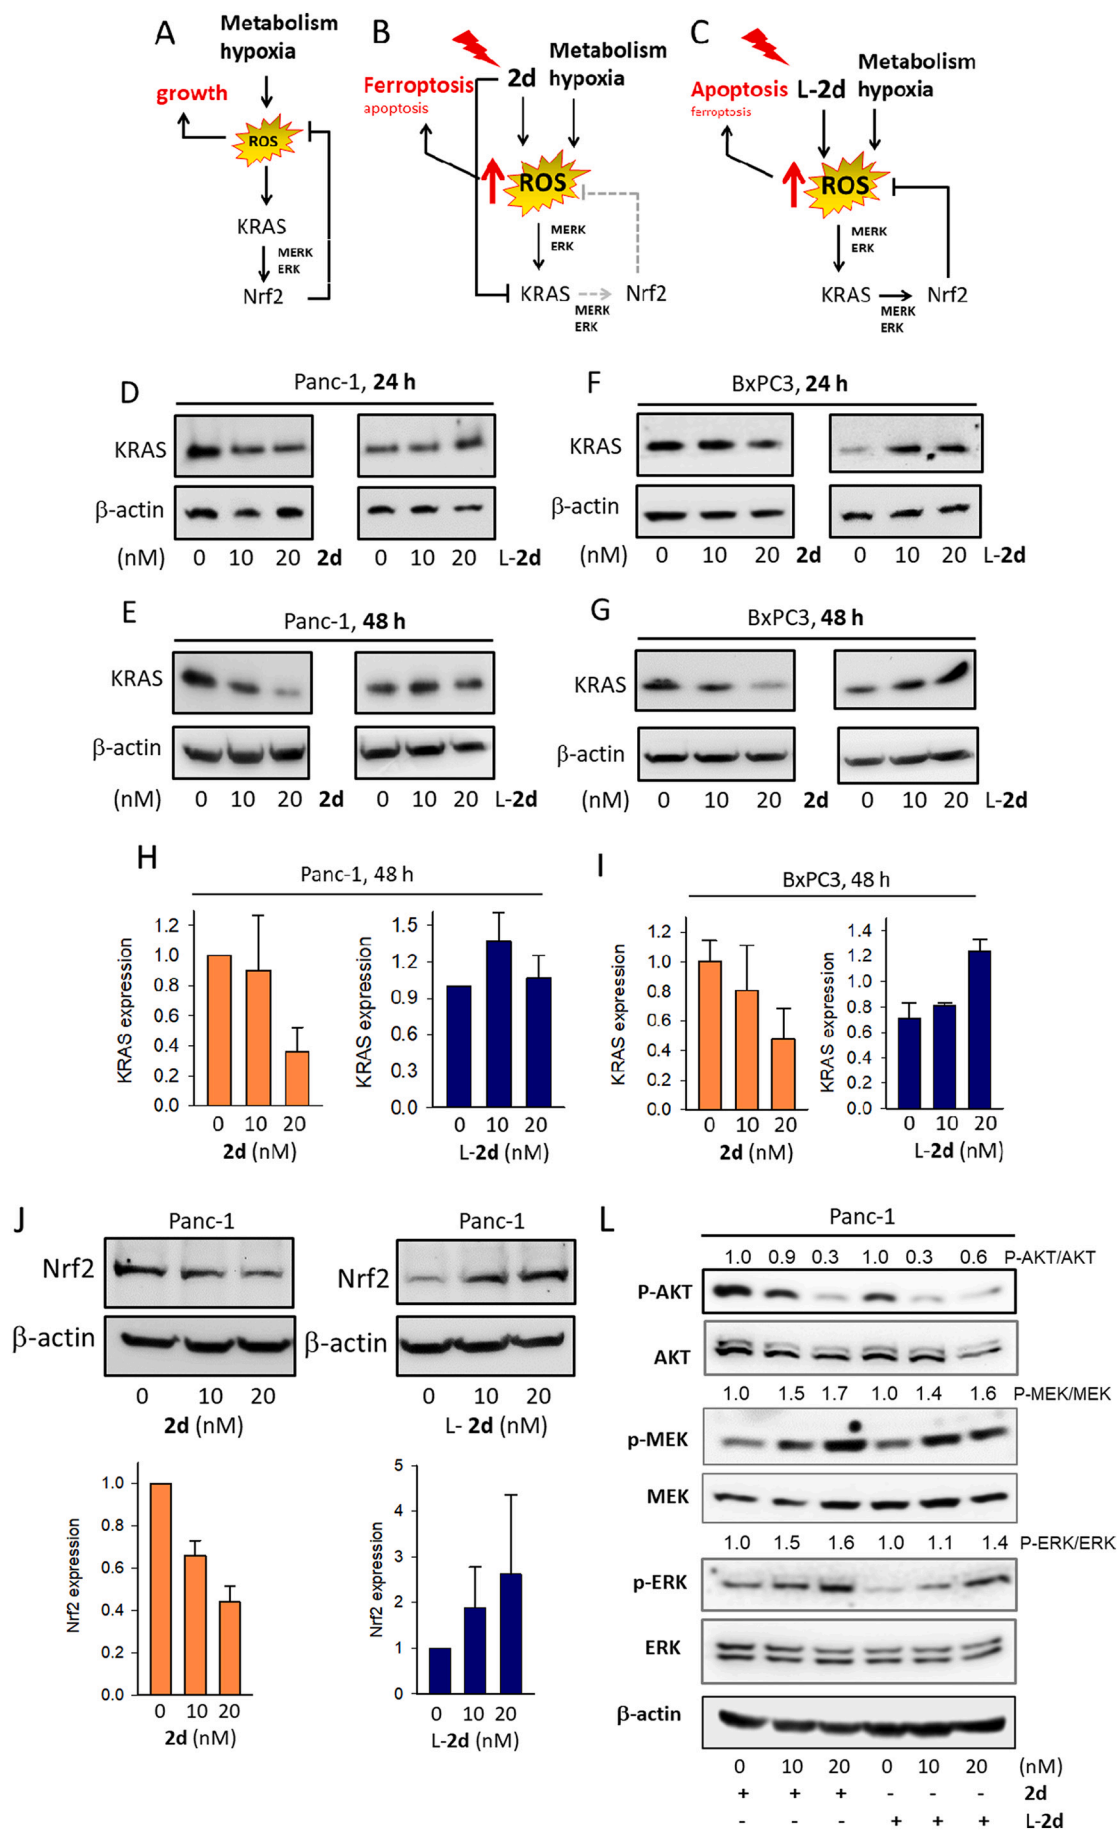 A
Metabolism
hypoxia
growth
ROS
KRAS
MERK
ERK
Nrf2
B
Metabolism
hypoxia
2d
Ferroptosis
apoptosis
ROS
MERK
ERK
KRAS
Nrf2
MERK
ERK
C
Metabolism
hypoxia
Apoptosis
L-2d
ferroptosis
ROS
MERK
ERK
KRAS
Nrf2
MERK
ERK
D
Panc-1, 24 h
KRAS
β-actin
(nM) 0 10 20 2d 0 10 20 L-2d
F
BxPC3, 24 h
KRAS
β-actin
(nM) 0 10 20 2d 0 10 20 L-2d
E
Panc-1, 48 h
KRAS
β-actin
(nM) 0 10 20 2d 0 10 20 L-2d
G
BxPC3, 48 h
KRAS
β-actin
(nM) 0 10 20 2d 0 10 20 L-2d
H
Panc-1, 48 h
KRAS expression
1.2
1.0
0.8
0.6
0.4
0.2
0.0
0 10 20
2d (nM)
KRAS expression
1.5
1.2
0.9
0.6
0.3
0.0
0 10 20
L-2d (nM)
I
BxPC3, 48 h
KRAS expression
1.2
1.0
0.8
0.6
0.4
0.2
0.0
0 10 20
2d (nM)
KRAS expression
1.4
1.2
1.0
0.8
0.6
0.4
0.2
0.0
0 10 20
L-2d (nM)
J
Panc-1
Nrf2
β-actin
0 10 20
2d (nM)
Panc-1
Nrf2
β-actin
0 10 20
L- 2d (nM)
Nrf2 expression
1.0
0.8
0.6
0.4
0.2
0.0
0 10 20
2d (nM)
Nrf2 expression
5
4
3
2
1
0
0 10 20
L-2d (nM)
L
Panc-1
1.0 0.9 0.3 1.0 0.3 0.6 P-AKT/AKT
P-AKT
AKT
1.0 1.5 1.7 1.0 1.4 1.6 P-MEK/MEK
p-MEK
MEK
1.0 1.5 1.6 1.0 1.1 1.4 P-ERK/ERK
p-ERK
ERK
β-actin
0 10 20 0 10 20 (nM)
+ + + - - - 2d
- - - + + + L-2d